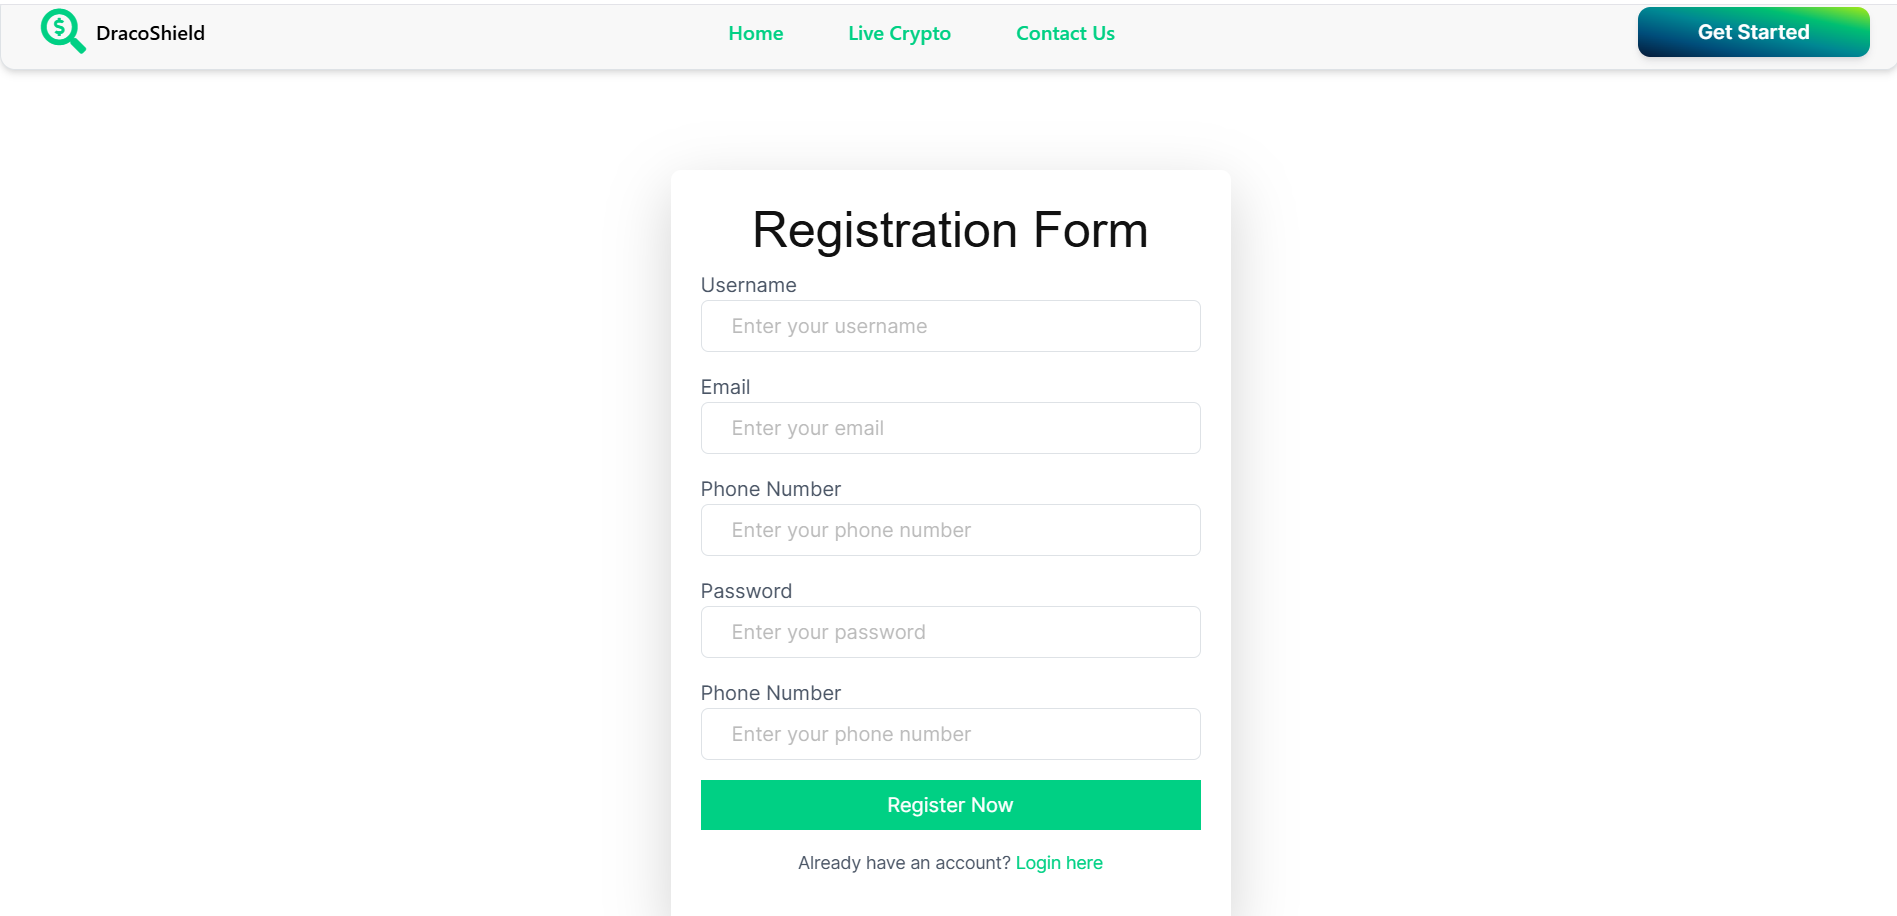 DracoShield
Home
Live Crypto
Contact Us
Get Started
Registration Form
Username
Enter your username
Email
Enter your email
Phone Number
Enter your phone number
Password
Enter your password
Phone Number
Enter your phone number
Register Now
Already have an account? Login here